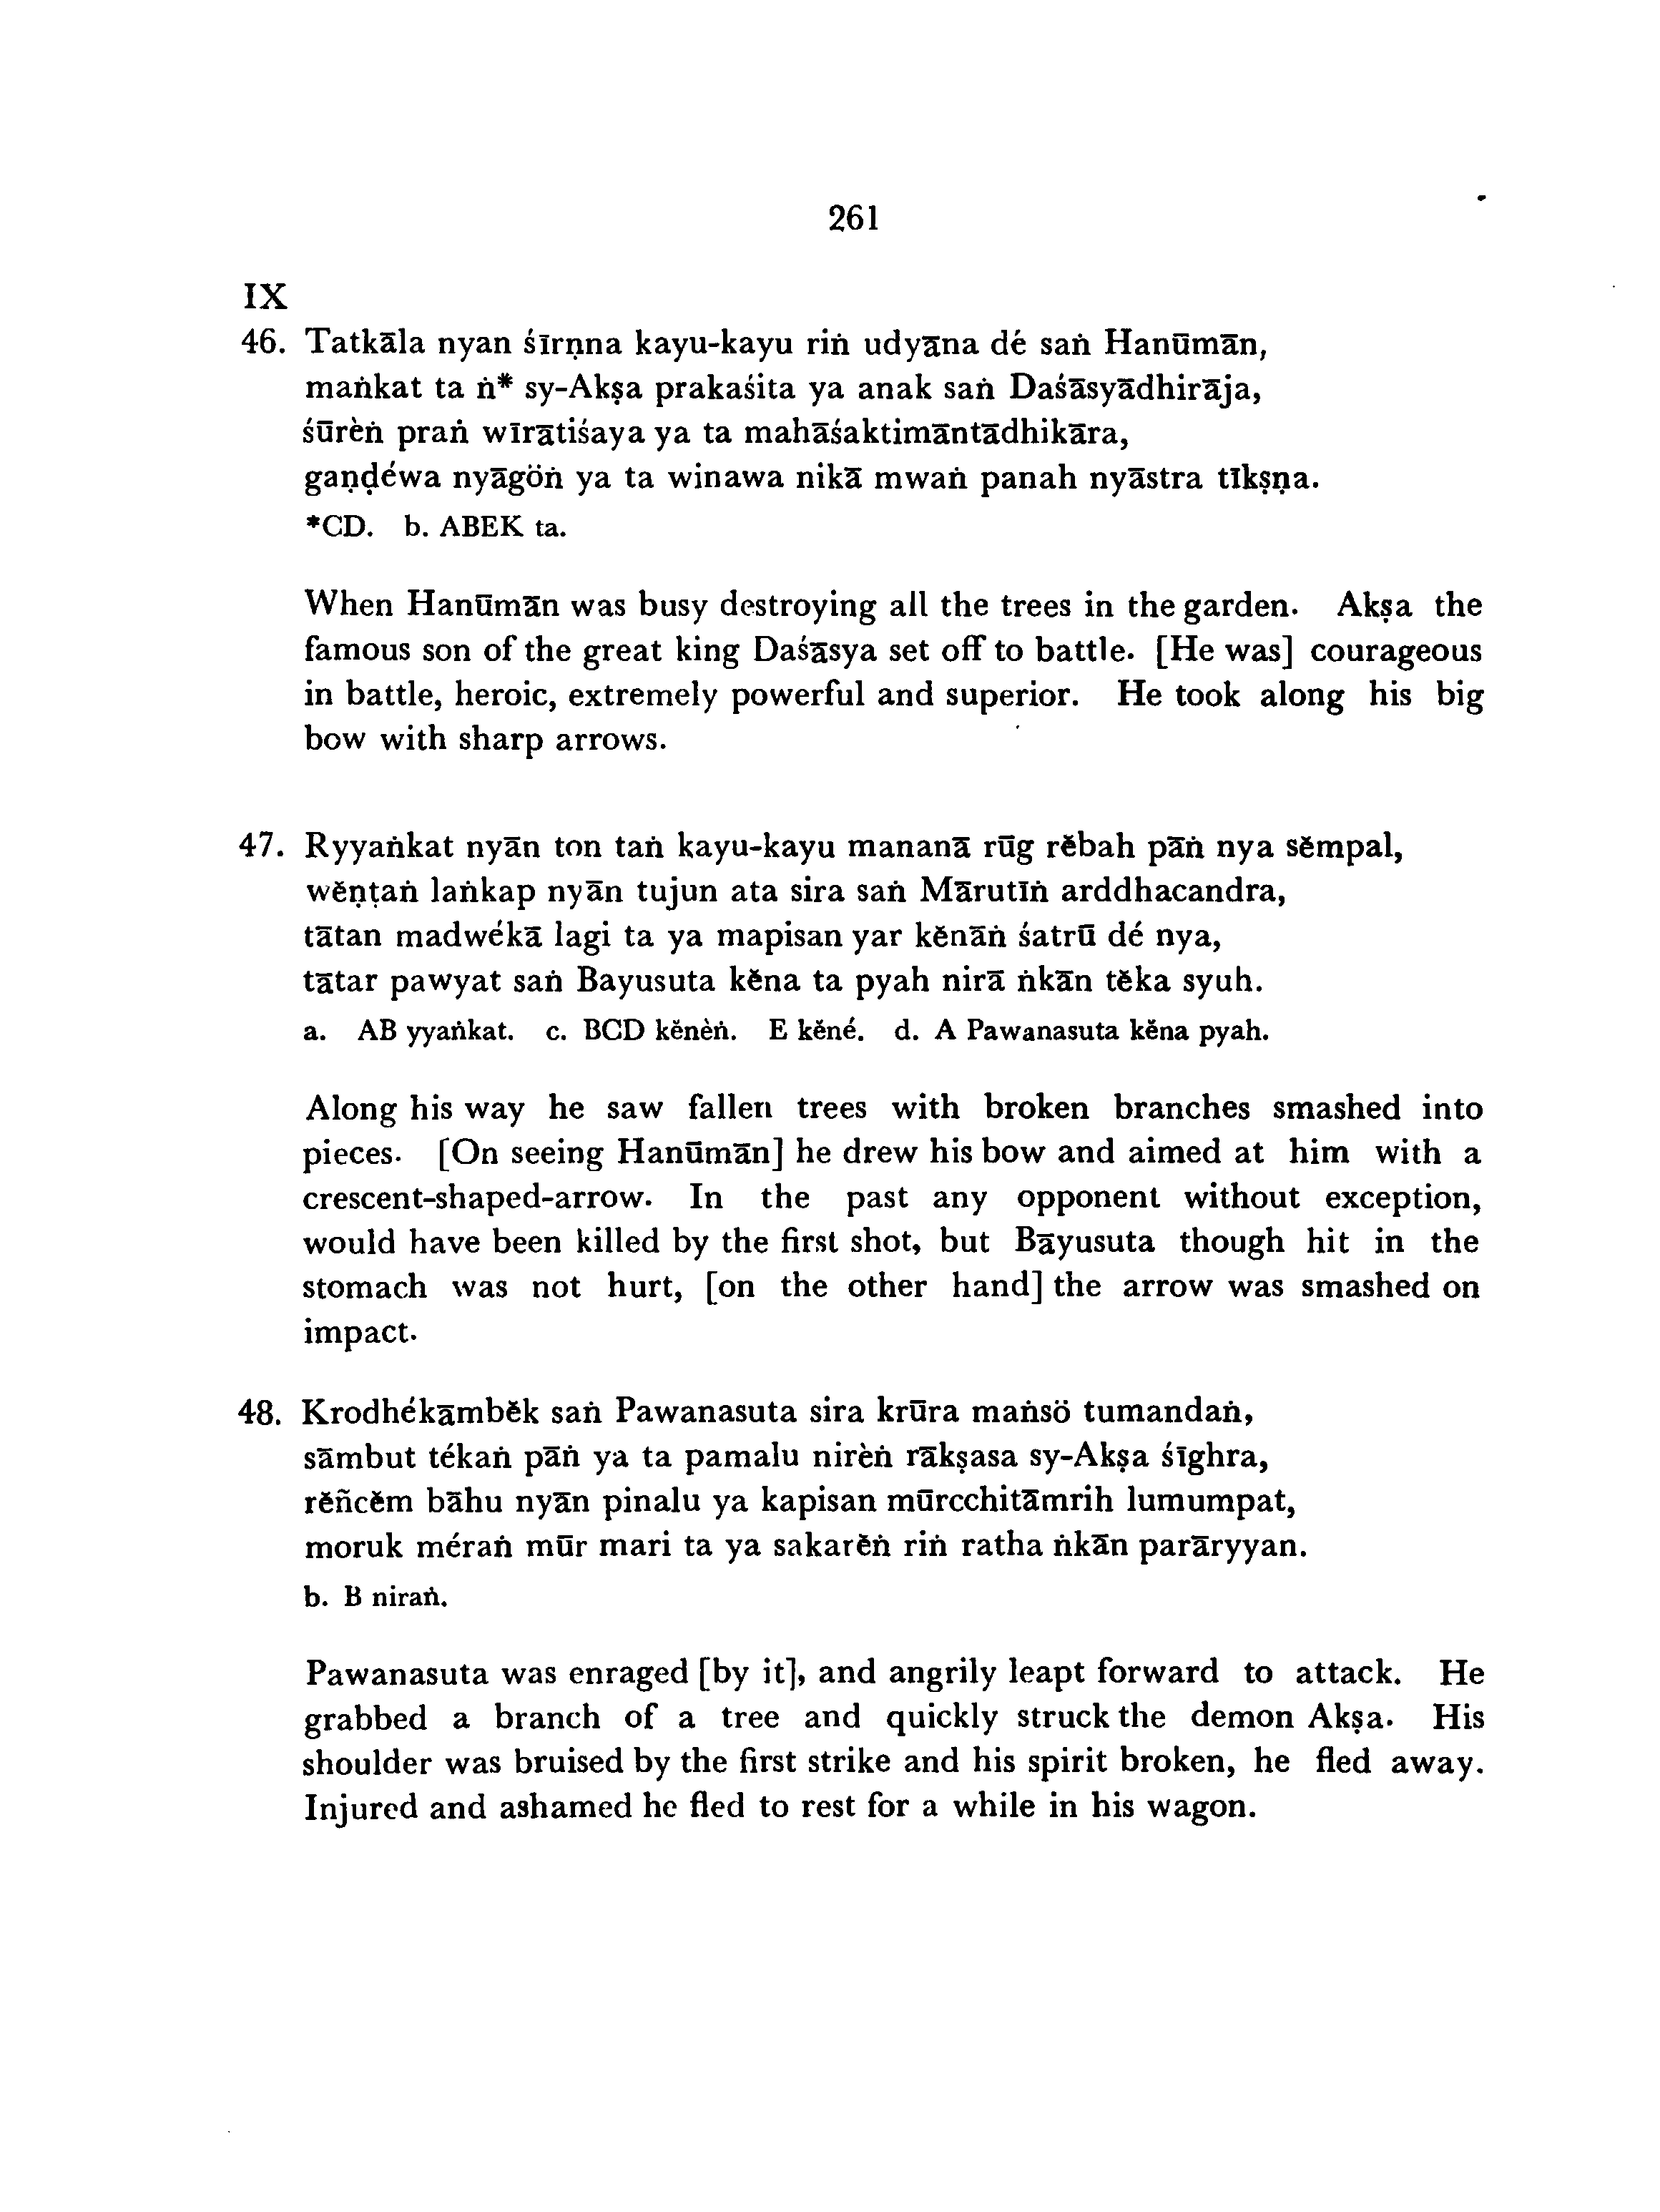 261
IX
46. Tatkāla nyan śīrṇna kayu-kayu riṅ udyāna dé saṅ Hanūmān,
maṅkat ta ṅ* sy-Akṣa prakaśita ya anak saṅ Daśāsyādhirāja,
śūrèṅ praṅ wīrātiśaya ya ta mahāśaktimāntādhikāra,
gaṇḍéwa nyāgöṅ ya ta winawa nikā mwaṅ panah nyāstra tīkṣṇa.
*CD. b. ABEK ta.
When Hanūmān was busy destroying all the trees in the garden. Akṣa the
famous son of the great king Daśāsya set off to battle. [He was] courageous
in battle, heroic, extremely powerful and superior. He took along his big
bow with sharp arrows.
47. Ryyaṅkat nyān ton taṅ kayu-kayu mananā rūg rĕbah pāṅ nya sĕmpal,
wĕṇṭaṅ laṅkap nyān tujun ata sira saṅ Mārutīṅ arddhacandra,
tātan madwékā lagi ta ya mapisan yar kĕnāṅ śatrū dé nya,
tātar pawyat saṅ Bayusuta kĕna ta pyah nirā ṅkān tĕka syuh.
a. AB yyaṅkat. c. BCD kĕnèṅ. E kĕné. d. A Pawanasuta kĕna pyah.
Along his way he saw fallen trees with broken branches smashed into
pieces. [On seeing Hanūmān] he drew his bow and aimed at him with a
crescent-shaped-arrow. In the past any opponent without exception,
would have been killed by the first shot, but Bāyusuta though hit in the
stomach was not hurt, [on the other hand] the arrow was smashed on
impact.
48. Krodhékāmbĕk saṅ Pawanasuta sira krūra maṅsö tumandaṅ,
sāmbut tékaṅ pāṅ ya ta pamalu nirèṅ rākṣasa sy-Akṣa śīghra,
rĕñcĕm bāhu nyān pinalu ya kapisan mūrcchitāmrih lumumpat,
moruk méraṅ mūr mari ta ya sakarĕṅ riṅ ratha ṅkān parāryyan.
b. B niraṅ.
Pawanasuta was enraged [by it], and angrily leapt forward to attack. He
grabbed a branch of a tree and quickly struck the demon Akṣa. His
shoulder was bruised by the first strike and his spirit broken, he fled away.
Injured and ashamed he fled to rest for a while in his wagon.